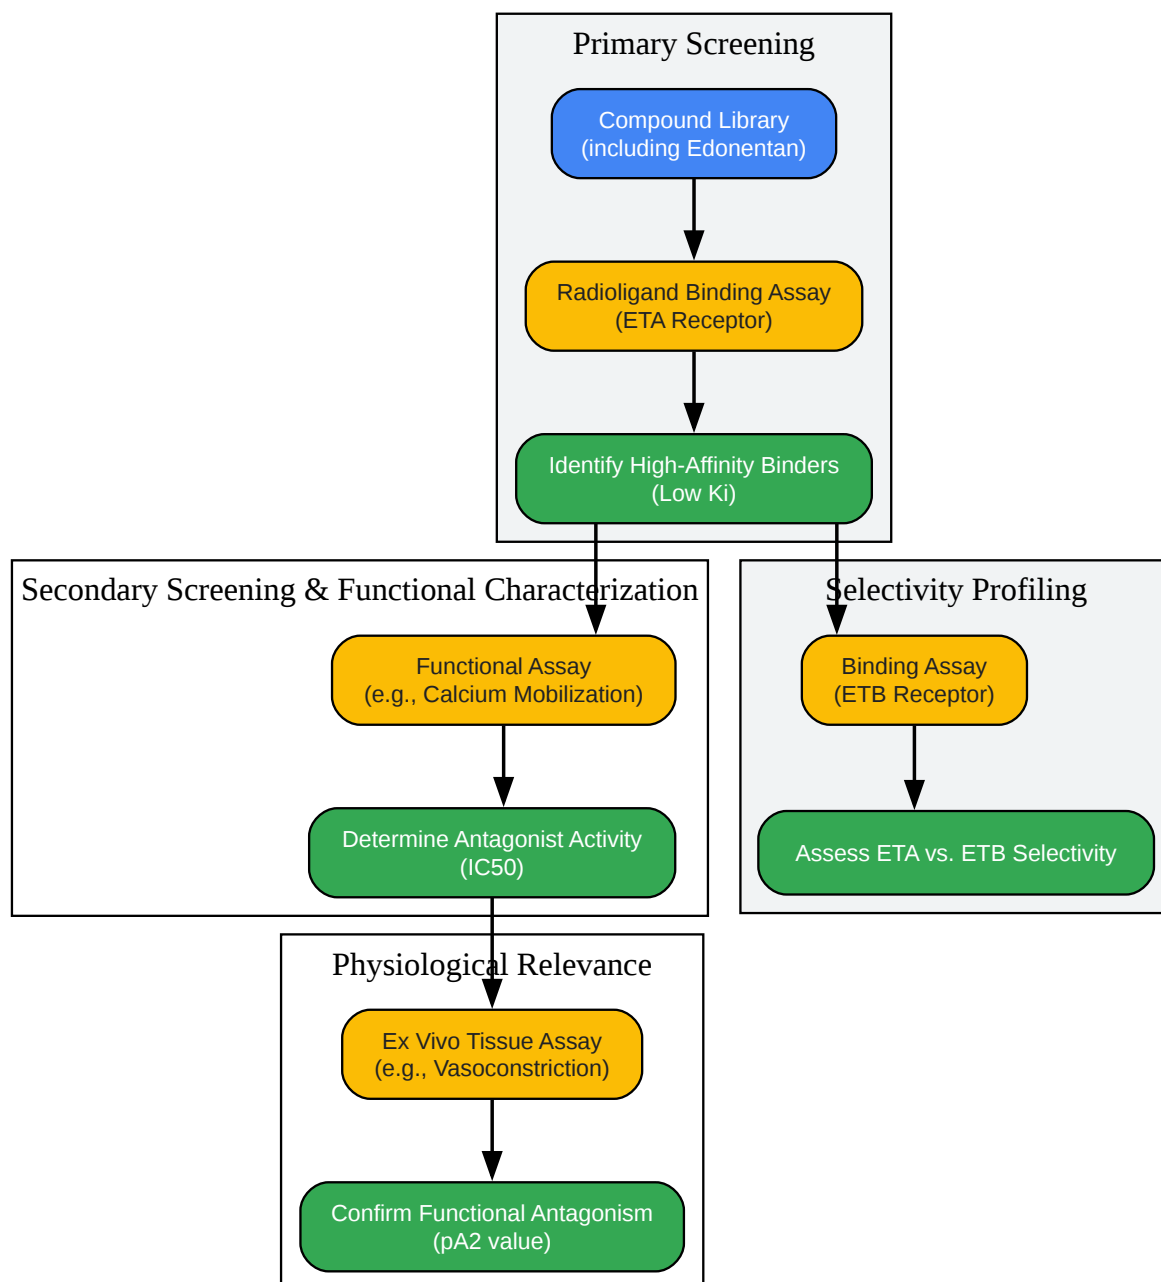 Primary Screening
Compound Library
(including Edonentan)
Radioligand Binding Assay
(ETA Receptor)
Identify High-Affinity Binders
(Low Ki)
Secondary Screening & Functional Characterization
Functional Assay
(e.g., Calcium Mobilization)
Determine Antagonist Activity
(IC50)
Selectivity Profiling
Binding Assay
(ETB Receptor)
Assess ETA vs. ETB Selectivity
Physiological Relevance
Ex Vivo Tissue Assay
(e.g., Vasoconstriction)
Confirm Functional Antagonism
(pA2 value)